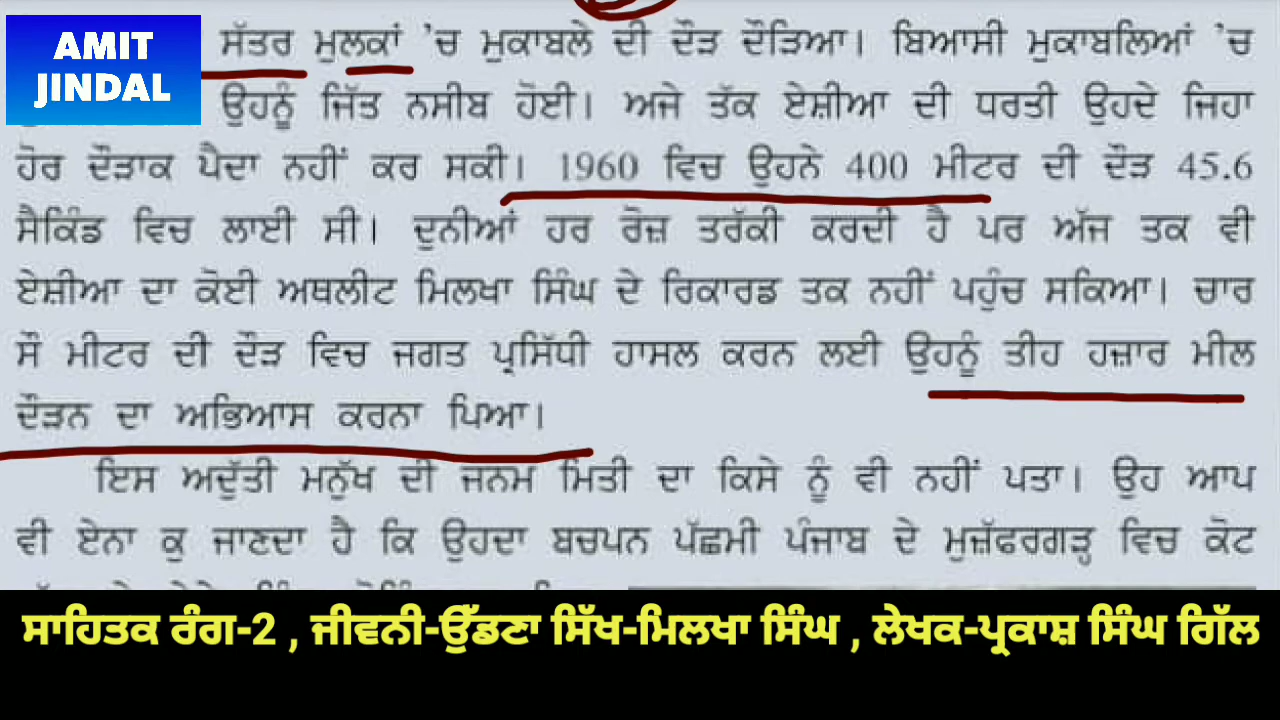 AMIT
JINDAL
ਸੱਤਰ ਮੁਲਕਾਂ ’ਚ ਮੁਕਾਬਲੇ ਦੀ ਦੌੜ ਦੌੜਿਆ। ਬਿਆਸੀ ਮੁਕਾਬਲਿਆਂ ’ਚ
ਉਹਨੂੰ ਜਿੱਤ ਨਸੀਬ ਹੋਈ। ਅਜੇ ਤੱਕ ਏਸ਼ੀਆ ਦੀ ਧਰਤੀ ਉਹਦੇ ਜਿਹਾ
ਹੋਰ ਦੌੜਾਕ ਪੈਦਾ ਨਹੀਂ ਕਰ ਸਕੀ। 1960 ਵਿਚ ਉਹਨੇ 400 ਮੀਟਰ ਦੀ ਦੌੜ 45.6
ਸੈਕਿੰਡ ਵਿਚ ਲਾਈ ਸੀ। ਦੁਨੀਆਂ ਹਰ ਰੋਜ਼ ਤਰੱਕੀ ਕਰਦੀ ਹੈ ਪਰ ਅੱਜ ਤਕ ਵੀ
ਏਸ਼ੀਆ ਦਾ ਕੋਈ ਅਥਲੀਟ ਮਿਲਖਾ ਸਿੰਘ ਦੇ ਰਿਕਾਰਡ ਤਕ ਨਹੀਂ ਪਹੁੰਚ ਸਕਿਆ। ਚਾਰ
ਸੌ ਮੀਟਰ ਦੀ ਦੌੜ ਵਿਚ ਜਗਤ ਪ੍ਰਸਿੱਧੀ ਹਾਸਲ ਕਰਨ ਲਈ ਉਹਨੂੰ ਤੀਹ ਹਜ਼ਾਰ ਮੀਲ
ਦੌੜਨ ਦਾ ਅਭਿਆਸ ਕਰਨਾ ਪਿਆ।
ਇਸ ਅਦੁੱਤੀ ਮਨੁੱਖ ਦੀ ਜਨਮ ਮਿਤੀ ਦਾ ਕਿਸੇ ਨੂੰ ਵੀ ਨਹੀਂ ਪਤਾ। ਉਹ ਆਪ
ਵੀ ਏਨਾ ਕੁ ਜਾਣਦਾ ਹੈ ਕਿ ਉਹਦਾ ਬਚਪਨ ਪੱਛਮੀ ਪੰਜਾਬ ਦੇ ਮੁਜ਼ੱਫਰਗੜ੍ਹ ਵਿਚ ਕੋਟ
ਸਾਹਿਤਕ ਰੰਗ-2 , ਜੀਵਨੀ-ਉੱਡਣਾ ਸਿੱਖ-ਮਿਲਖਾ ਸਿੰਘ , ਲੇਖਕ-ਪ੍ਰਕਾਸ਼ ਸਿੰਘ ਗਿੱਲ